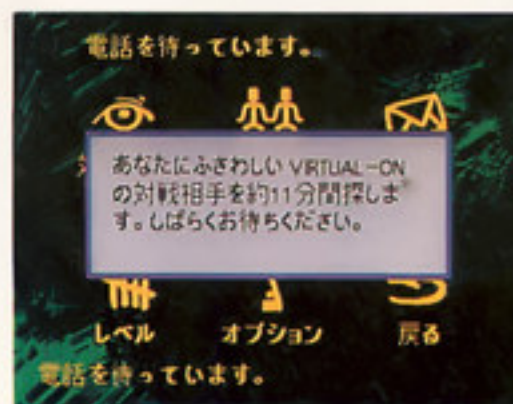 電話を待っています。
あなたにふさわしい VIRTUAL-ON
の対戦相手を約11分間探しま
す。しばらくお待ちください。
レベル
オプション
戻る
電話を待っています。